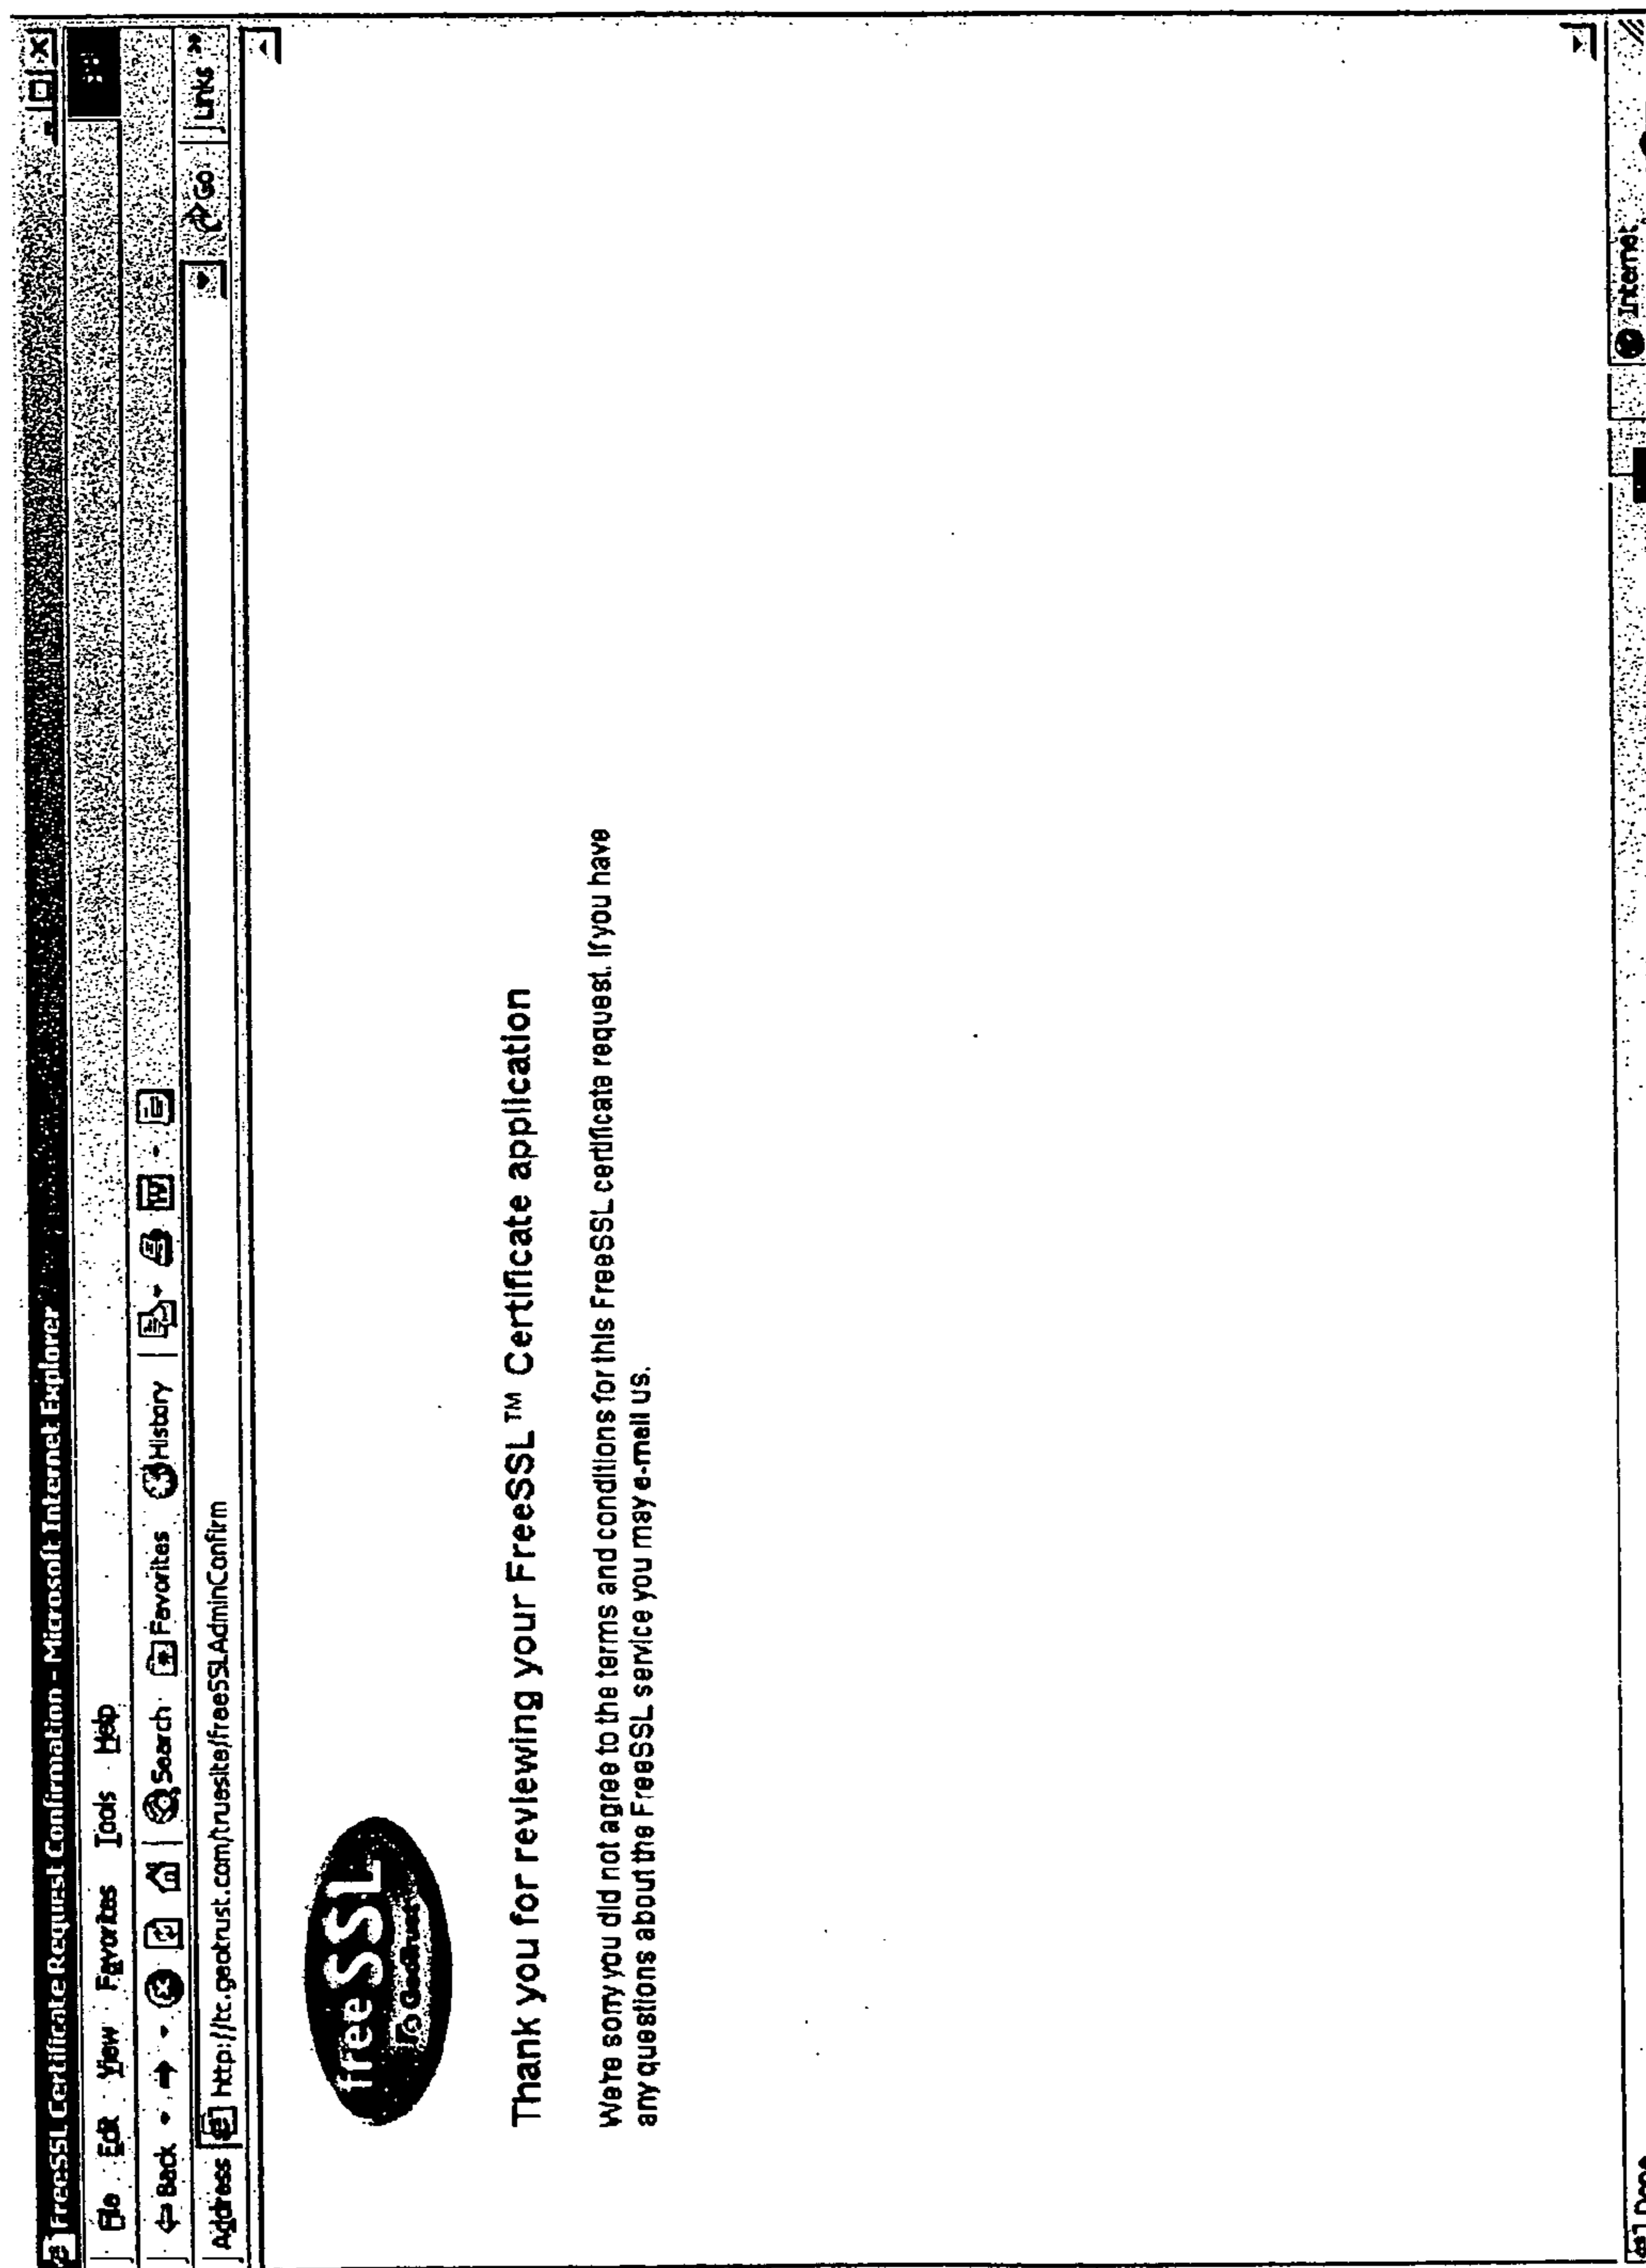 FreeSSL Certificate Request Confirmation - Microsoft Internet Explorer
File Edit View Favorites Tools Help
Back Search Favorites History
Address http://tc.geotrust.com/truesite/freeSSLAdminConfirm Go Links »
freeSSL
GeoTrust
Thank you for reviewing your FreeSSL ™ Certificate application
We're sorry you did not agree to the terms and conditions for this FreeSSL certificate request. If you have
any questions about the FreeSSL service you may e-mail us.
Done Internet